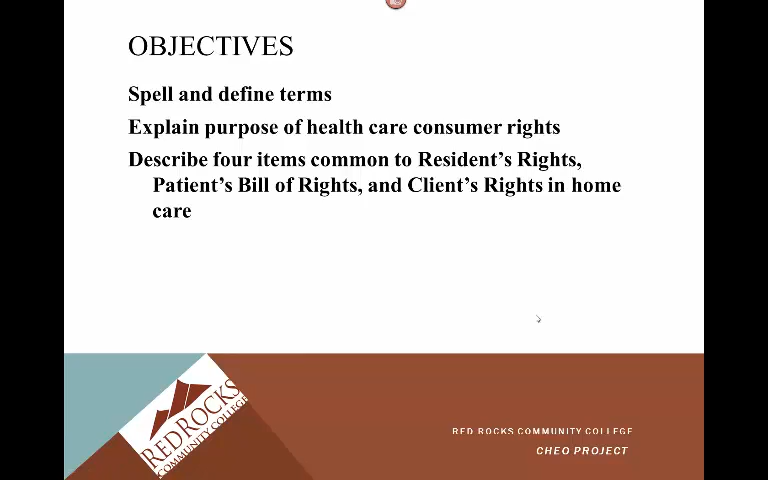 OBJECTIVES
Spell and define terms
Explain purpose of health care consumer rights
Describe four items common to Resident’s Rights,
Patient’s Bill of Rights, and Client’s Rights in home
care
RED ROCKS
COMMUNITY COLLEGE
RED ROCKS COMMUNITY COLLEGE
CHEO PROJECT